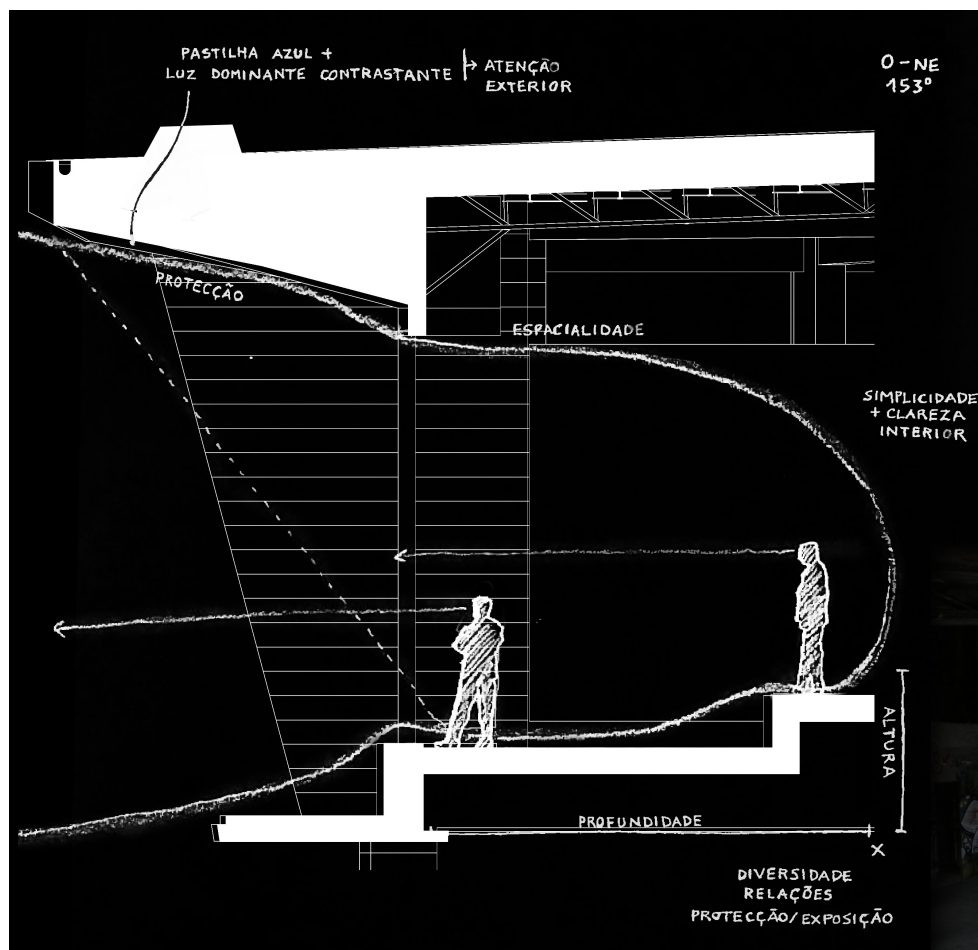 PASTILHA AZUL +
LUZ DOMINANTE CONTRASTANTE
ATENÇÃO
EXTERIOR
O-NE
153º
PROTECÇÃO
ESPACIALIDADE
SIMPLICIDADE
+ CLAREZA
INTERIOR
ALTURA
PROFUNDIDADE
X
DIVERSIDADE
RELAÇÕES
PROTECÇÃO/EXPOSIÇÃO